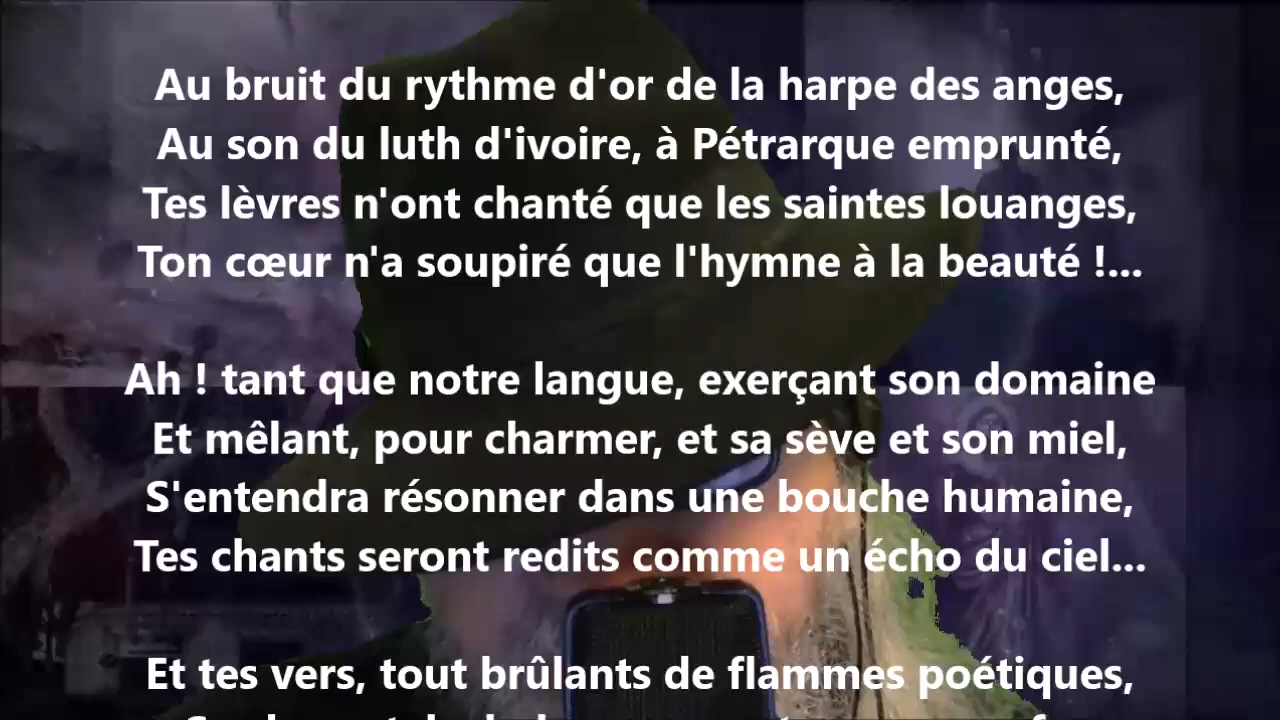 Au bruit du rythme d'or de la harpe des anges,
Au son du luth d'ivoire, à Pétrarque emprunté,
Tes lèvres n'ont chanté que les saintes louanges,
Ton cœur n'a soupiré que l'hymne à la beauté !...
Ah ! tant que notre langue, exerçant son domaine
Et mêlant, pour charmer, et sa sève et son miel,
S'entendra résonner dans une bouche humaine,
Tes chants seront redits comme un écho du ciel...
Et tes vers, tout brûlants de flammes poétiques,